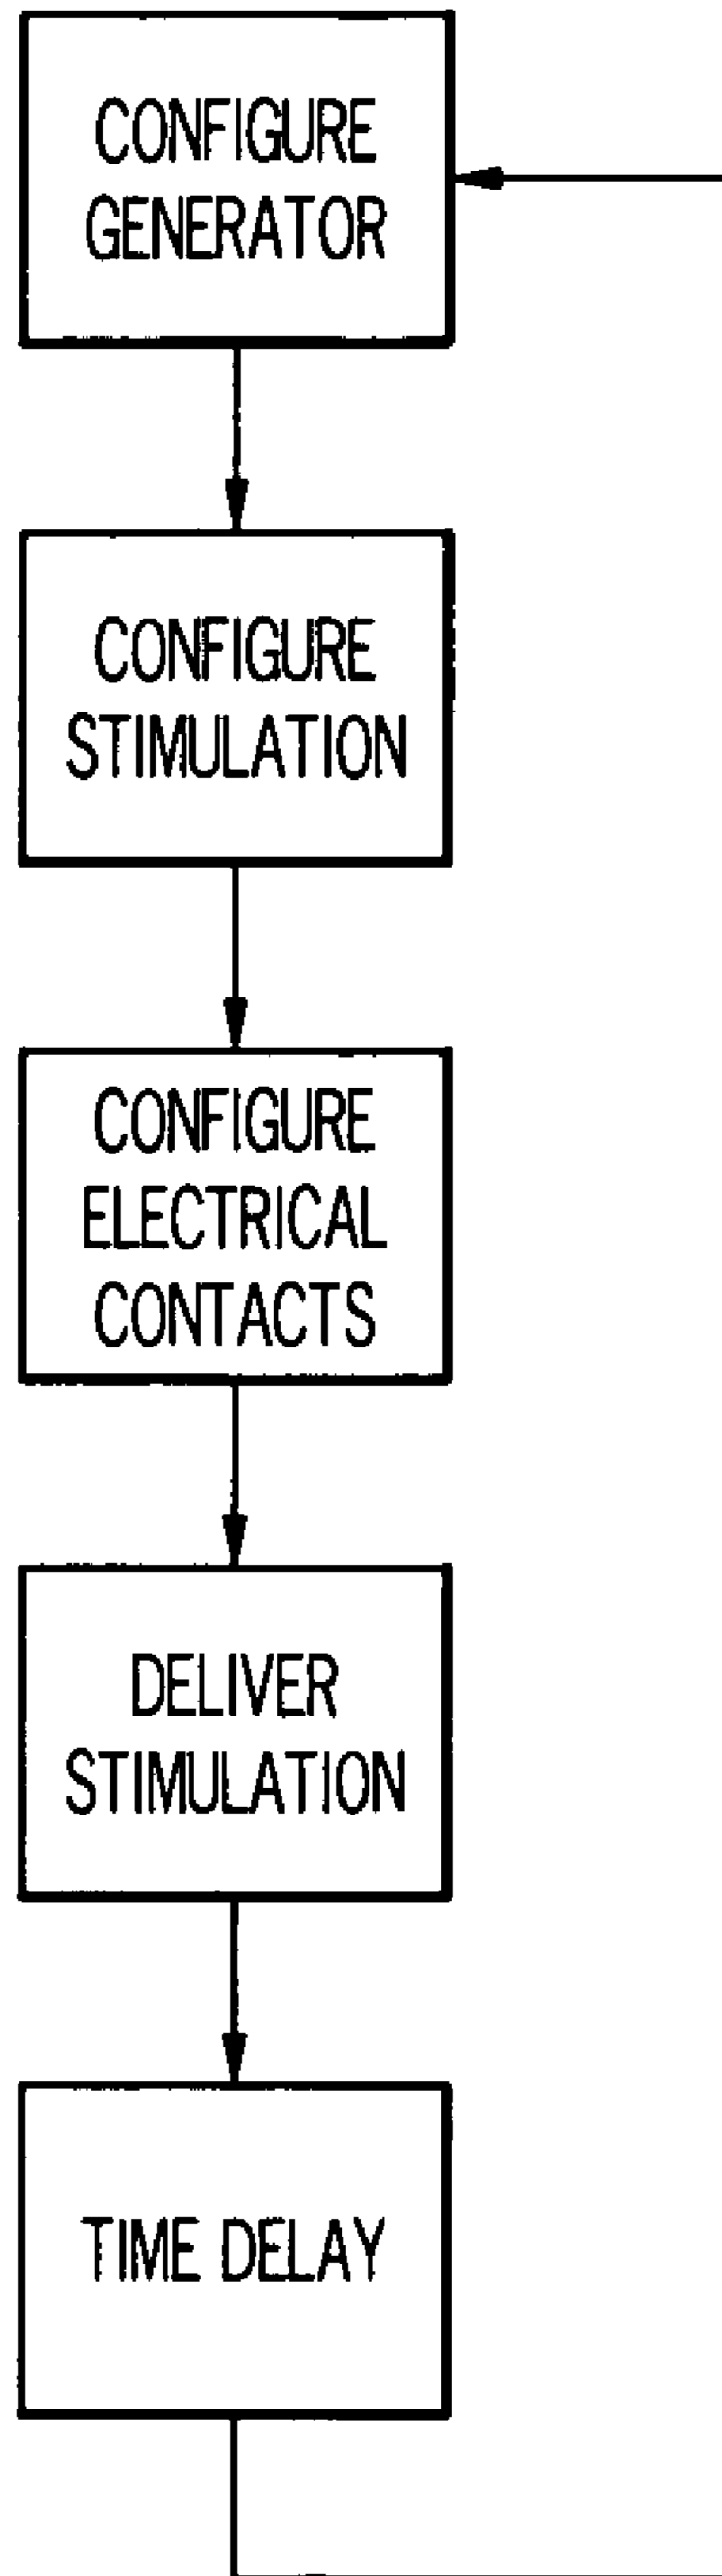 CONFIGURE
GENERATOR
CONFIGURE
STIMULATION
CONFIGURE
ELECTRICAL
CONTACTS
DELIVER
STIMULATION
TIME DELAY